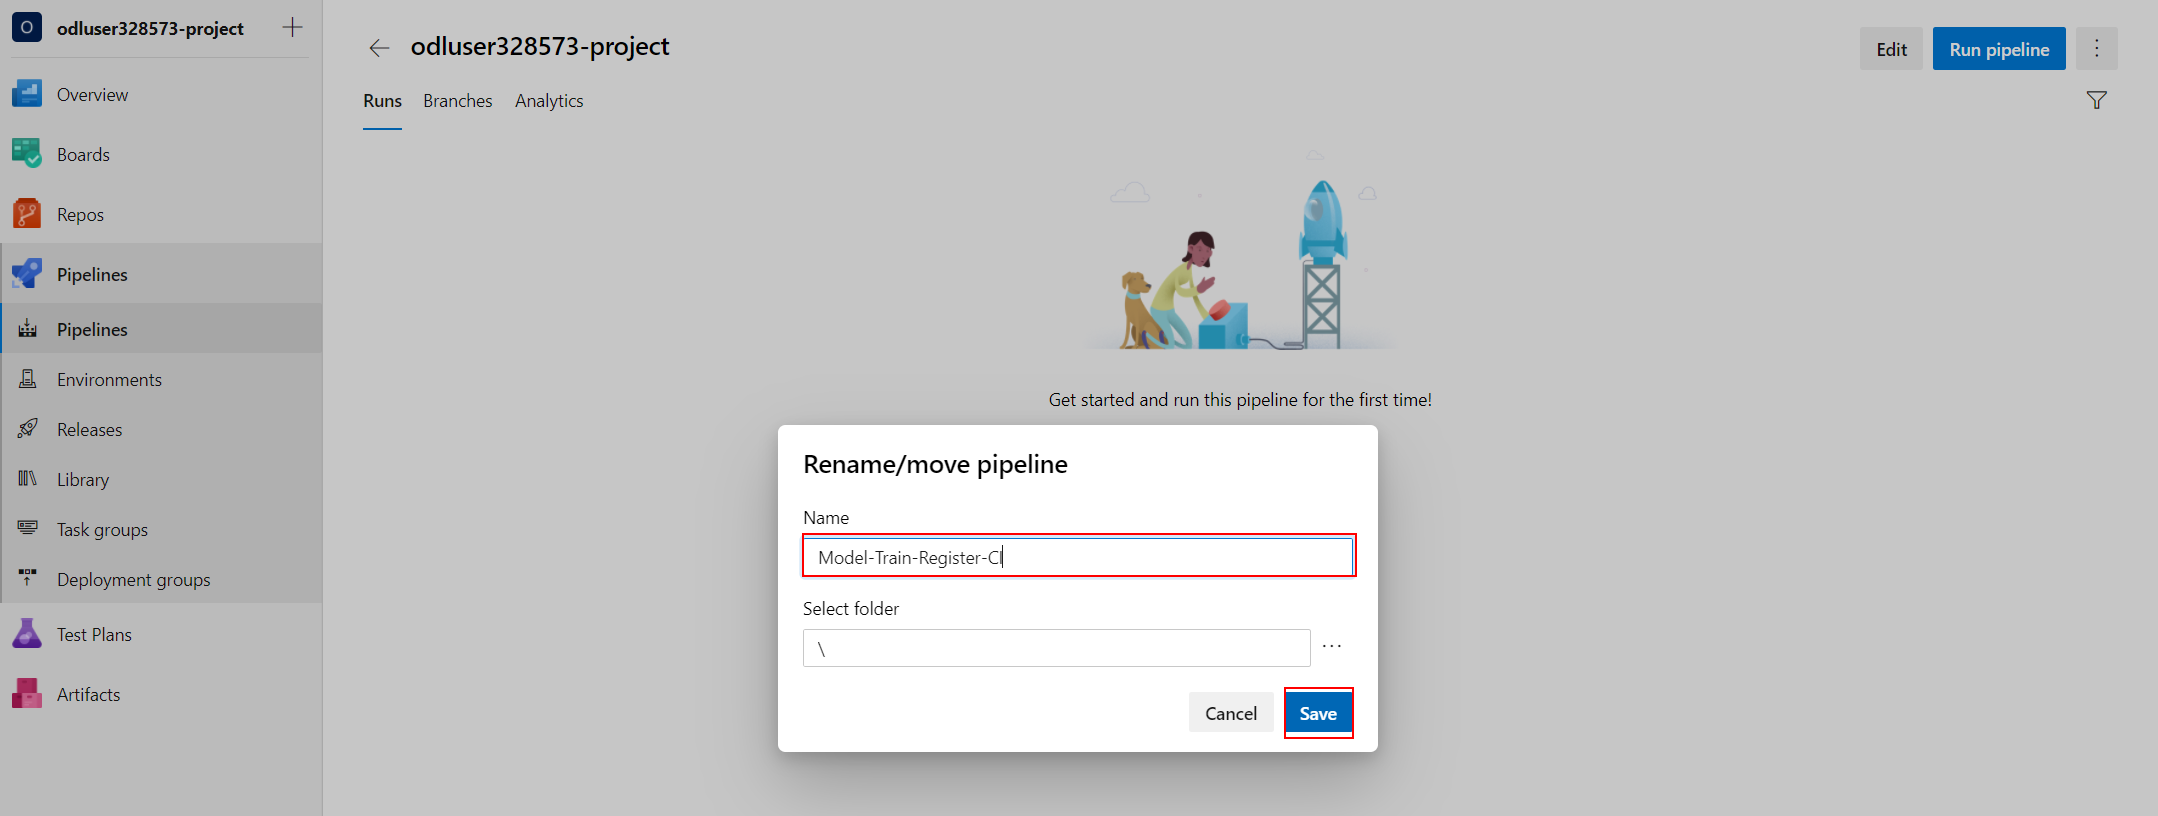 O odluser328573-project
Overview
Boards
Repos
Pipelines
Pipelines
Environments
Releases
Library
Task groups
Deployment groups
Test Plans
Artifacts
odluser328573-project
Edit
Run pipeline
Runs Branches Analytics
Get started and run this pipeline for the first time!
Rename/move pipeline
Name
Model-Train-Register-CI
Select folder
\
Cancel
Save